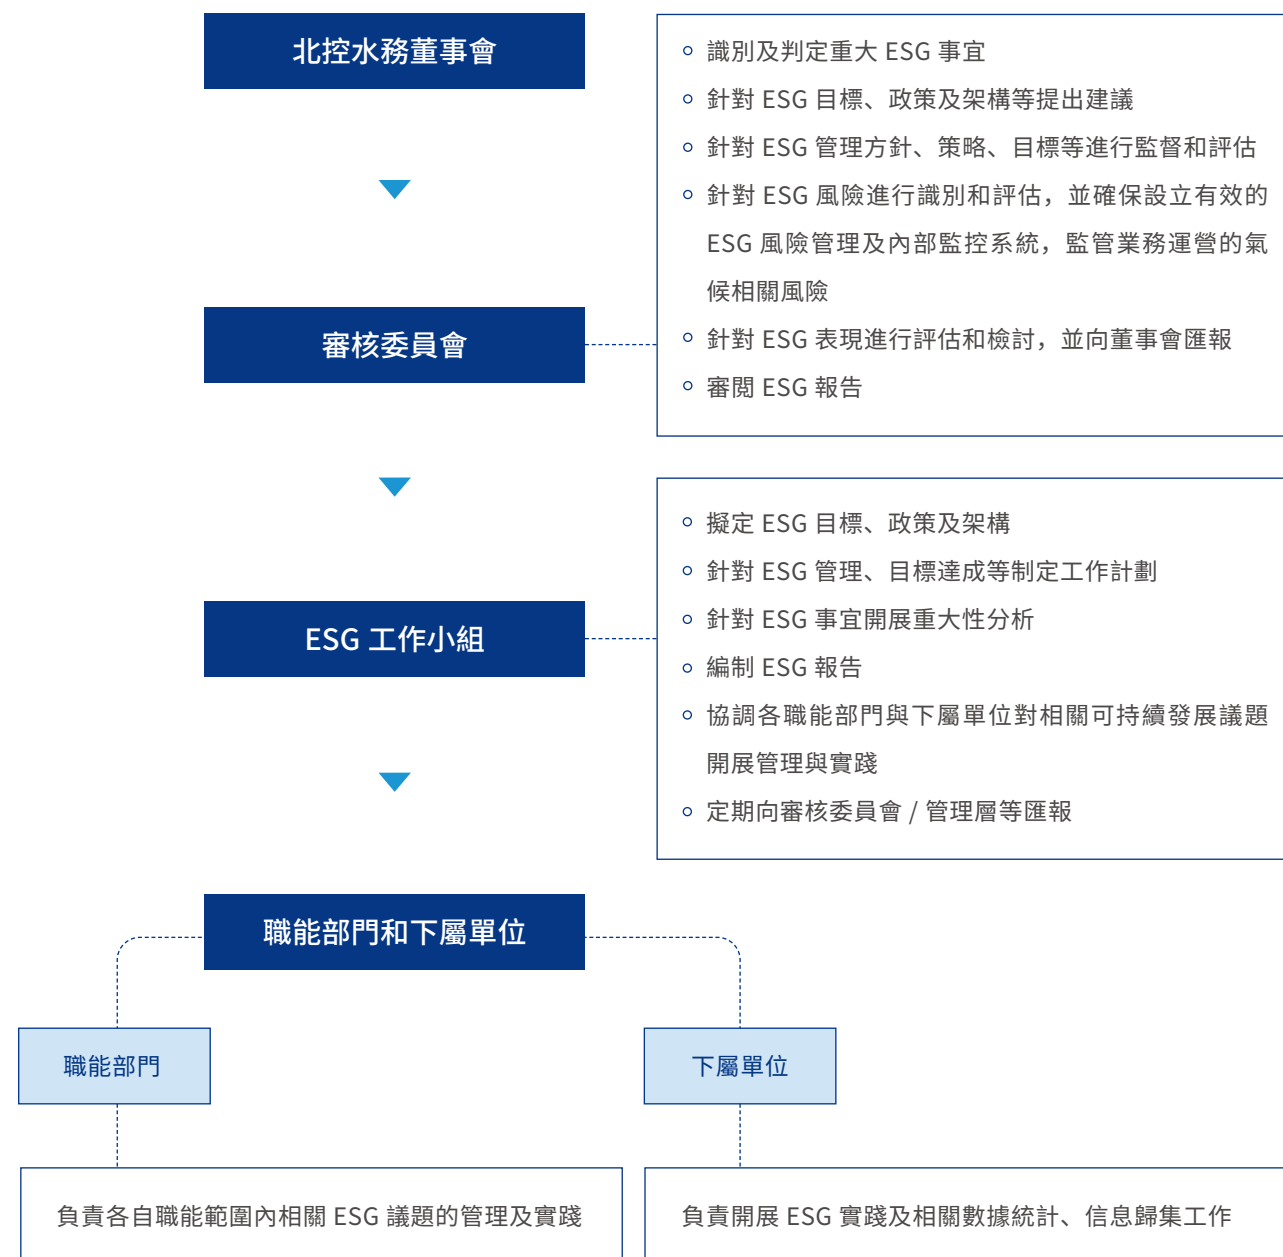 北控水務董事會
識別及判定重大 ESG 事宜
針對 ESG 目標、政策及架構等提出建議
針對 ESG 管理方針、策略、目標等進行監督和評估
針對 ESG 風險進行識別和評估，並確保設立有效的
ESG 風險管理及內部監控系統，監管業務運營的氣
候相關風險
針對 ESG 表現進行評估和檢討，並向董事會匯報
審閱 ESG 報告
審核委員會
擬定 ESG 目標、政策及架構
針對 ESG 管理、目標達成等制定工作計劃
針對 ESG 事宜開展重大性分析
編制 ESG 報告
協調各職能部門與下屬單位對相關可持續發展議題
開展管理與實踐
定期向審核委員會 / 管理層等匯報
ESG 工作小組
職能部門和下屬單位
職能部門
下屬單位
負責各自職能範圍內相關 ESG 議題的管理及實踐
負責開展 ESG 實踐及相關數據統計、信息歸集工作